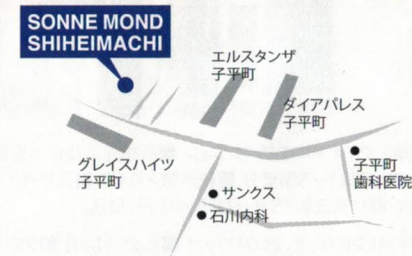 SONNE MOND
SHIHEIMACHI
エルスタンザ
子平町
ダイアパレス
子平町
グレイスハイツ
子平町
子平町
歯科医院
サンクス
石川内科